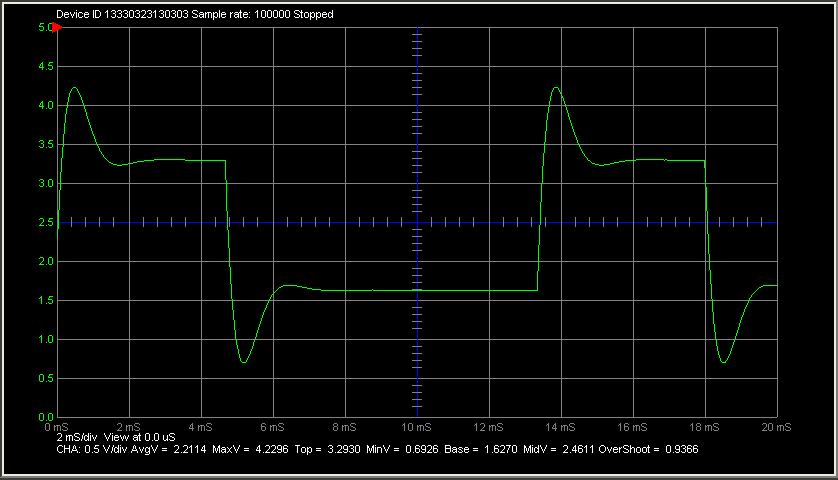 Device ID 13330323130303 Sample rate: 100000 Stopped
5.0
4.5
4.0
3.5
3.0
2.5
2.0
1.5
1.0
0.5
0.0
0 mS 2 mS 4 mS 6 mS 8 mS 10 mS 12 mS 14 mS 16 mS 18 mS 20 mS
2 mS/div View at 0.0 uS
CHA: 0.5 V/div AvgV = 2.2114 MaxV = 4.2296 Top = 3.2930 MinV = 0.6926 Base = 1.6270 MidV = 2.4611 OverShoot = 0.9366